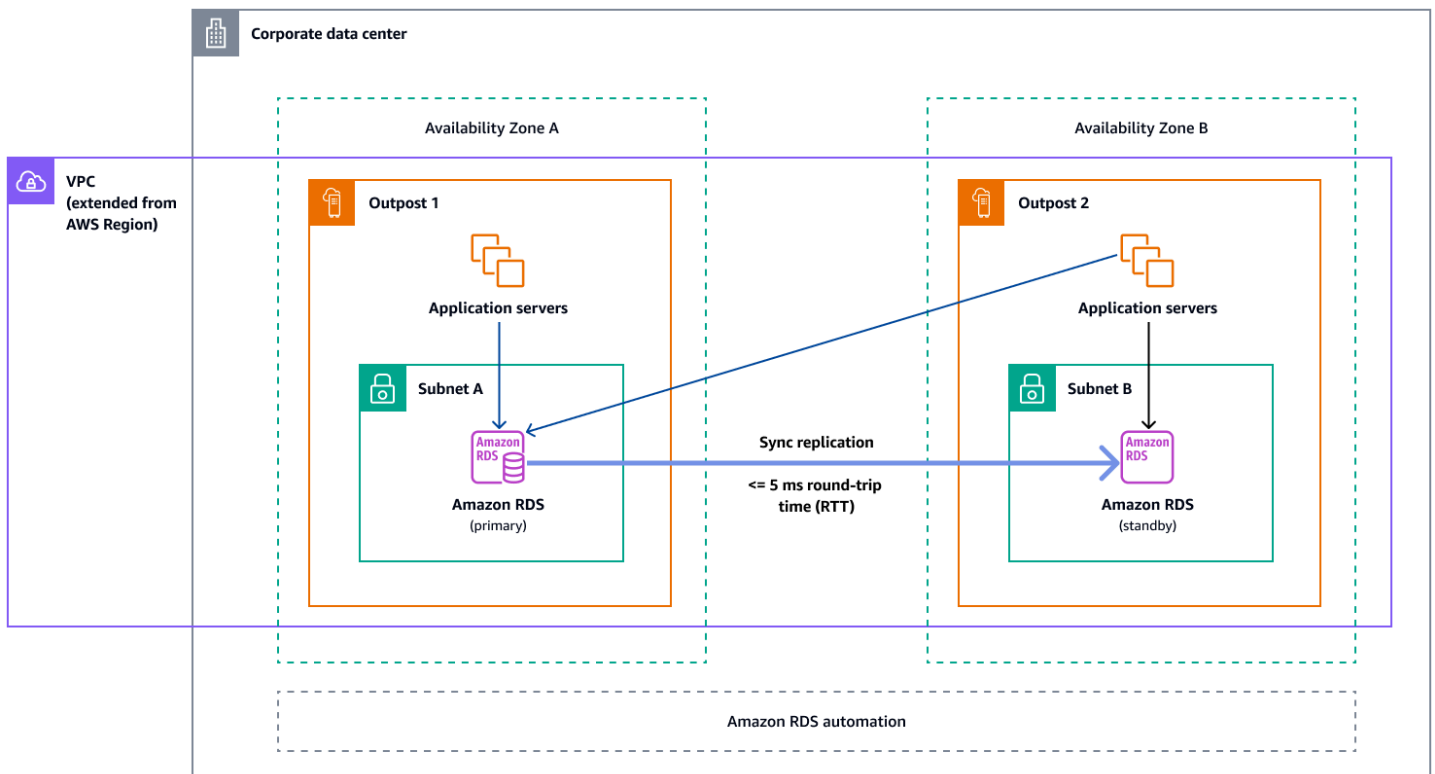 Corporate data center
Availability Zone A
Availability Zone B
VPC
(extended from
AWS Region)
Outpost 1
Outpost 2
Application servers
Application servers
Subnet A
Subnet B
Amazon
RDS
Sync replication
Amazon
RDS
<= 5 ms round-trip
time (RTT)
Amazon RDS
(primary)
Amazon RDS
(standby)
Amazon RDS automation